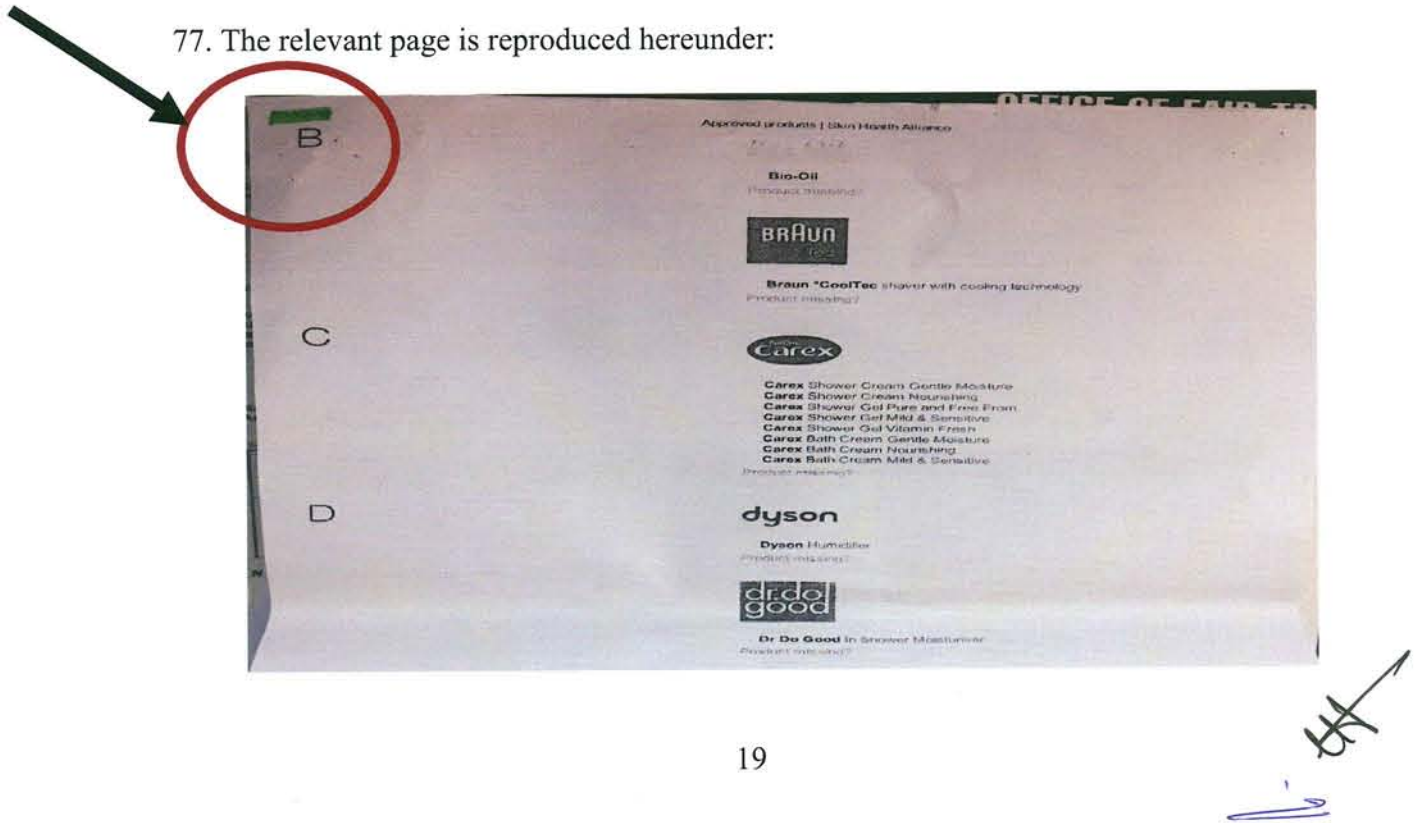 77. The relevant page is reproduced hereunder:
OFFICE OF FAIR TR
Approved products | Skin Health Alliance
B
Bio-Oil
Product missing?
BRAUN
Braun °CoolTec shaver with cooling technology
Product missing?
C
Carex
Carex Shower Cream Gentle Moisture
Carex Shower Cream Nourishing
Carex Shower Gel Pure and Free From
Carex Shower Gel Mild & Sensitive
Carex Shower Gel Vitamin Fresh
Carex Bath Cream Gentle Moisture
Carex Bath Cream Nourishing
Carex Bath Cream Mild & Sensitive
Product missing?
D
dyson
Dyson Humidifier
Product missing?
dr.do
good
Dr Do Good In Shower Moisturiser
Product missing?
19